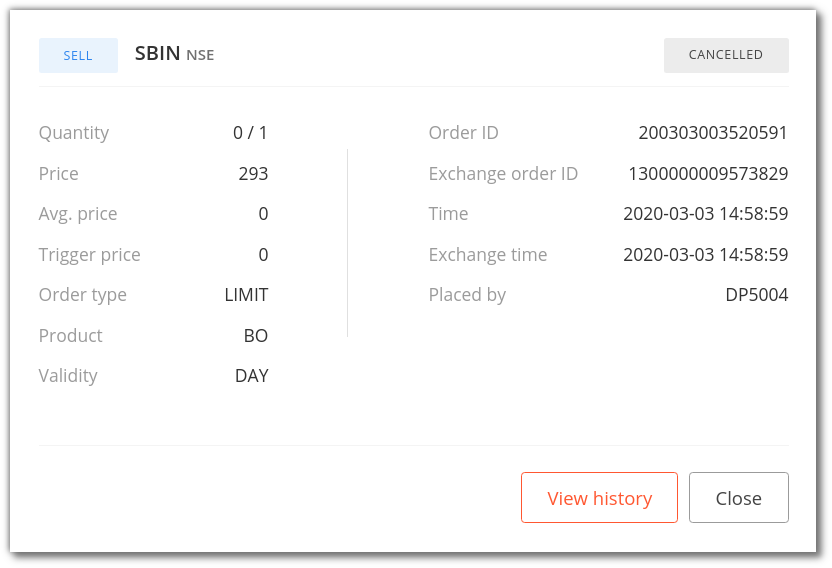 SELL SBIN NSE CANCELLED
Quantity 0 / 1
Price 293
Avg. price 0
Trigger price 0
Order type LIMIT
Product BO
Validity DAY
Order ID 200303003520591
Exchange order ID 1300000009573829
Time 2020-03-03 14:58:59
Exchange time 2020-03-03 14:58:59
Placed by DP5004
View history Close